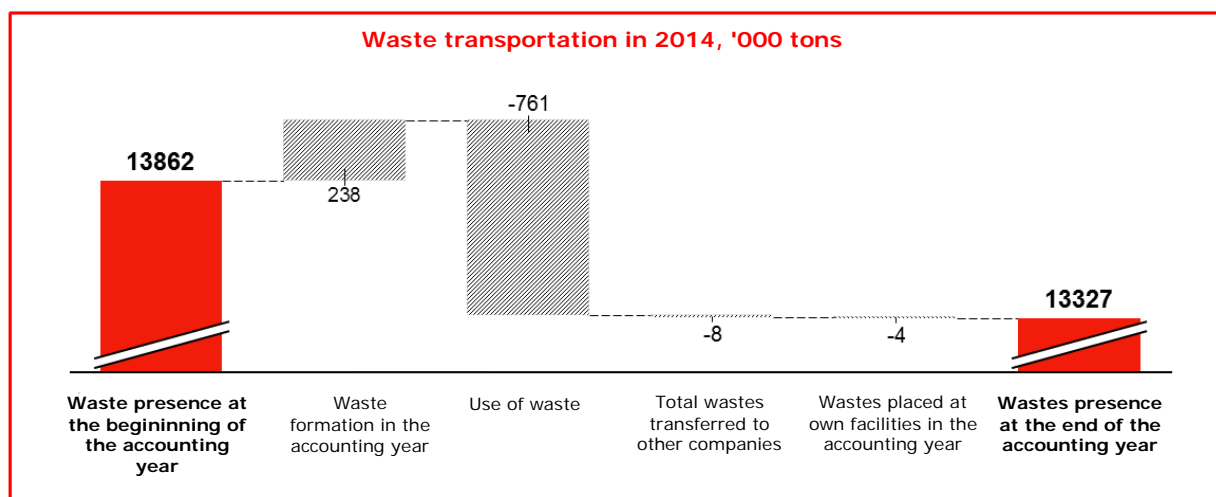 Waste transportation in 2014, '000 tons
-761
13862
238
13327
-8
-4
Waste presence at
the begininning of
the accounting
year
Waste
formation in the
accounting year
Use of waste
Total wastes
transferred to
other companies
Wastes placed at
own facilities in the
accounting year
Wastes presence
at the end of the
accounting year